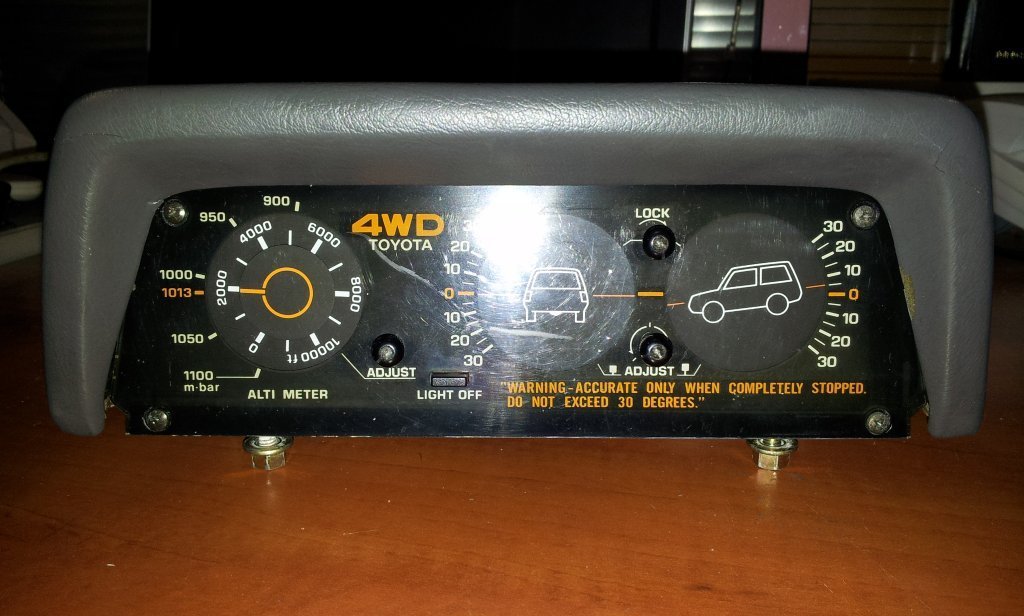 900
950
1000
1013
1050
1100
m·bar
0
2000
4000
6000
8000
10000 ft
ALTI METER
4WD
TOYOTA
ADJUST
LIGHT OFF
30
20
10
0
10
20
30
LOCK
ADJUST
30
20
10
0
10
20
30
"WARNING-ACCURATE ONLY WHEN COMPLETELY STOPPED.
DO NOT EXCEED 30 DEGREES."